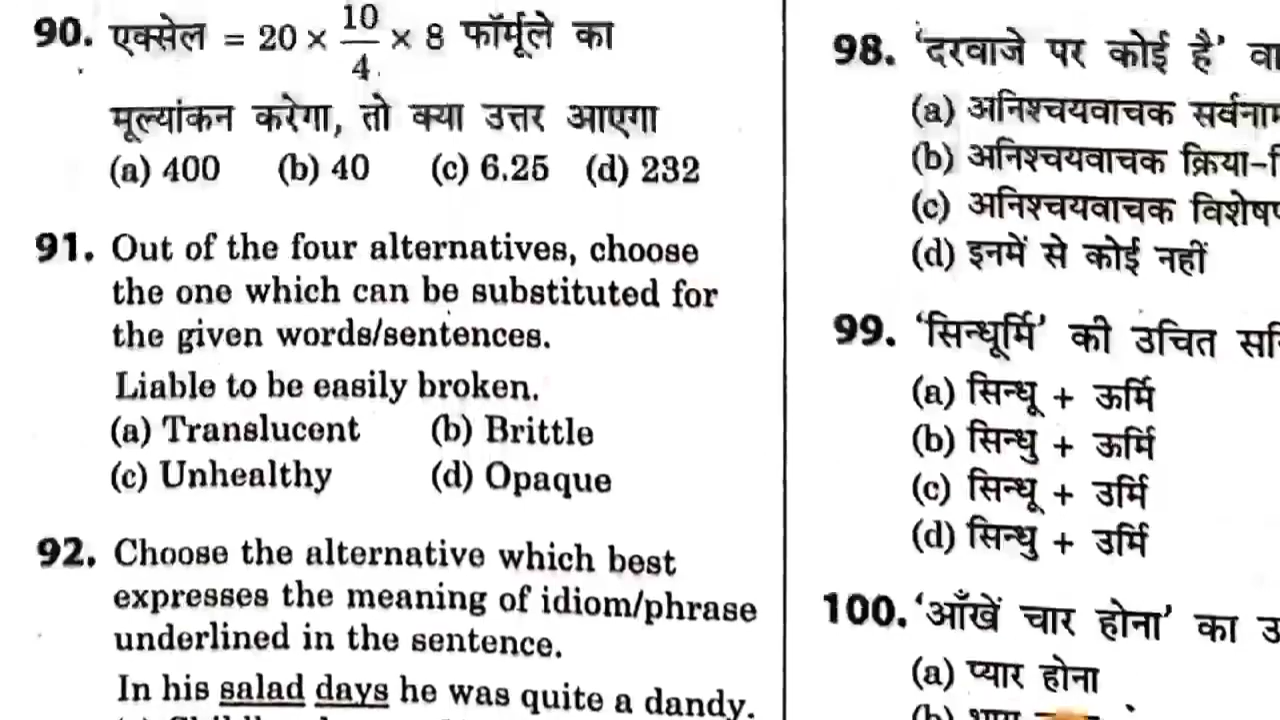 90. एक्सेल = 20 × 10/4 × 8 फॉर्मूले का
मूल्यांकन करेगा, तो क्या उत्तर आएगा
(a) 400 (b) 40 (c) 6.25 (d) 232
91. Out of the four alternatives, choose
the one which can be substituted for
the given words/sentences.
Liable to be easily broken.
(a) Translucent (b) Brittle
(c) Unhealthy (d) Opaque
92. Choose the alternative which best
expresses the meaning of idiom/phrase
underlined in the sentence.
In his salad days he was quite a dandy.
98. 'दरवाजे पर कोई है'
(a) अनिश्चयवाचक
(b) अनिश्चयवाचक
(c) अनिश्चयवाचक
(d) इनमें से कोई नहीं
99. 'सिन्धूर्मि' की उचित
(a) सिन्धू + ऊर्मि
(b) सिन्धु + ऊर्मि
(c) सिन्धू + उर्मि
(d) सिन्धु + उर्मि
100. 'आँखें चार होना' का
(a) प्यार होना